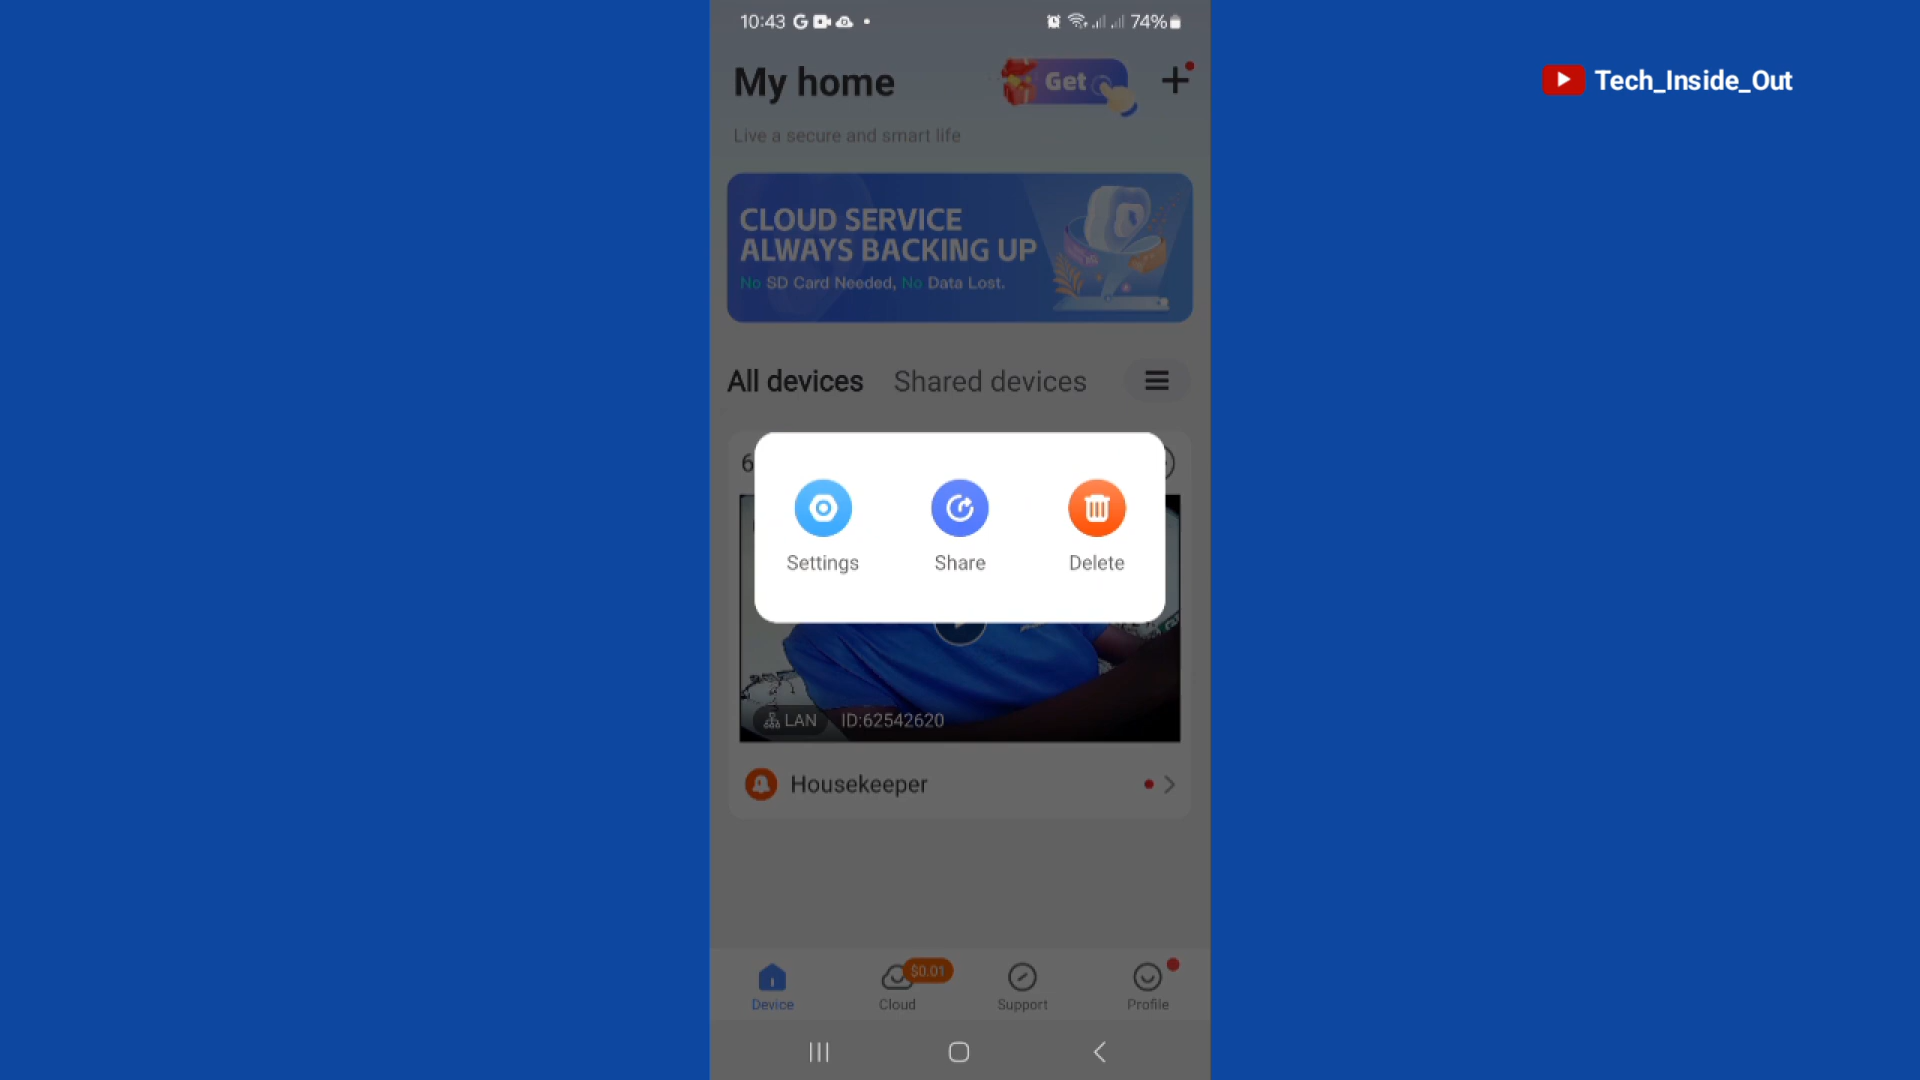 10:43
74%
Tech_Inside_Out
My home
Get
Live a secure and smart life
CLOUD SERVICE
ALWAYS BACKING UP
No SD Card Needed, No Data Lost.
All devices
Shared devices
6
Settings
Share
Delete
LAN
ID:62542620
Housekeeper
$0.01
Device
Cloud
Support
Profile